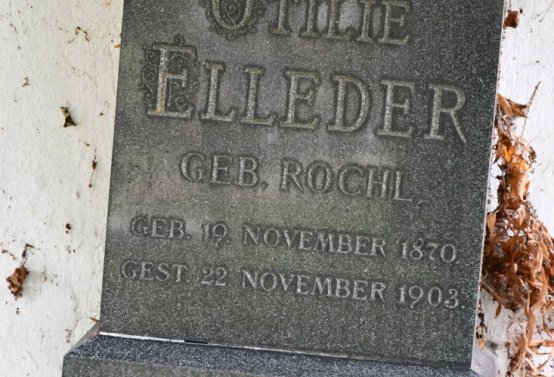 OTILIE
ELLEDER
GEB. ROCHL.
GEB. 19. NOVEMBER 1870.
GEST 22 NOVEMBER 1903.